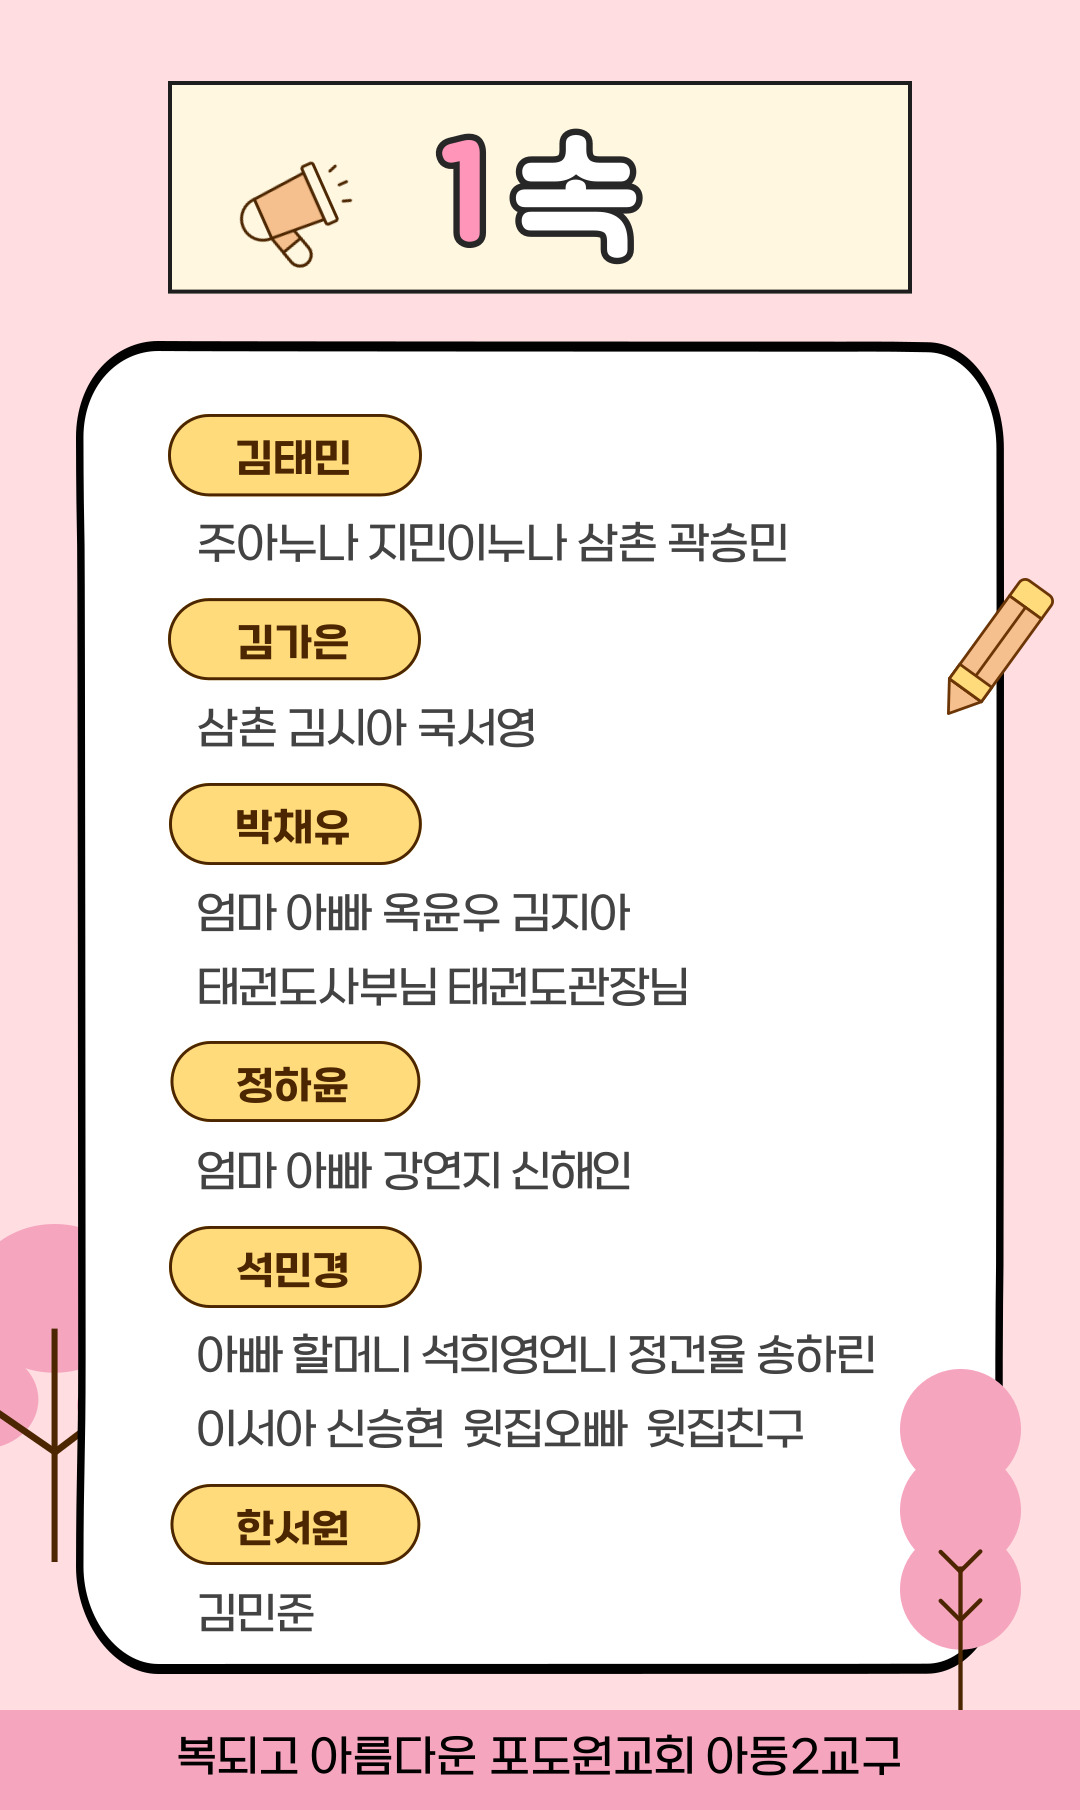 1속
김태민
주아누나 지민이누나 삼촌 곽승민
김가은
삼촌 김시아 국서영
박채유
엄마 아빠 옥윤우 김지아
태권도사부님 태권도관장님
정하윤
엄마 아빠 강연지 신해인
석민경
아빠 할머니 석희영언니 정건율 송하린
이서아 신승현 윗집오빠 윗집친구
한서원
김민준
복되고 아름다운 포도원교회 아동2교구